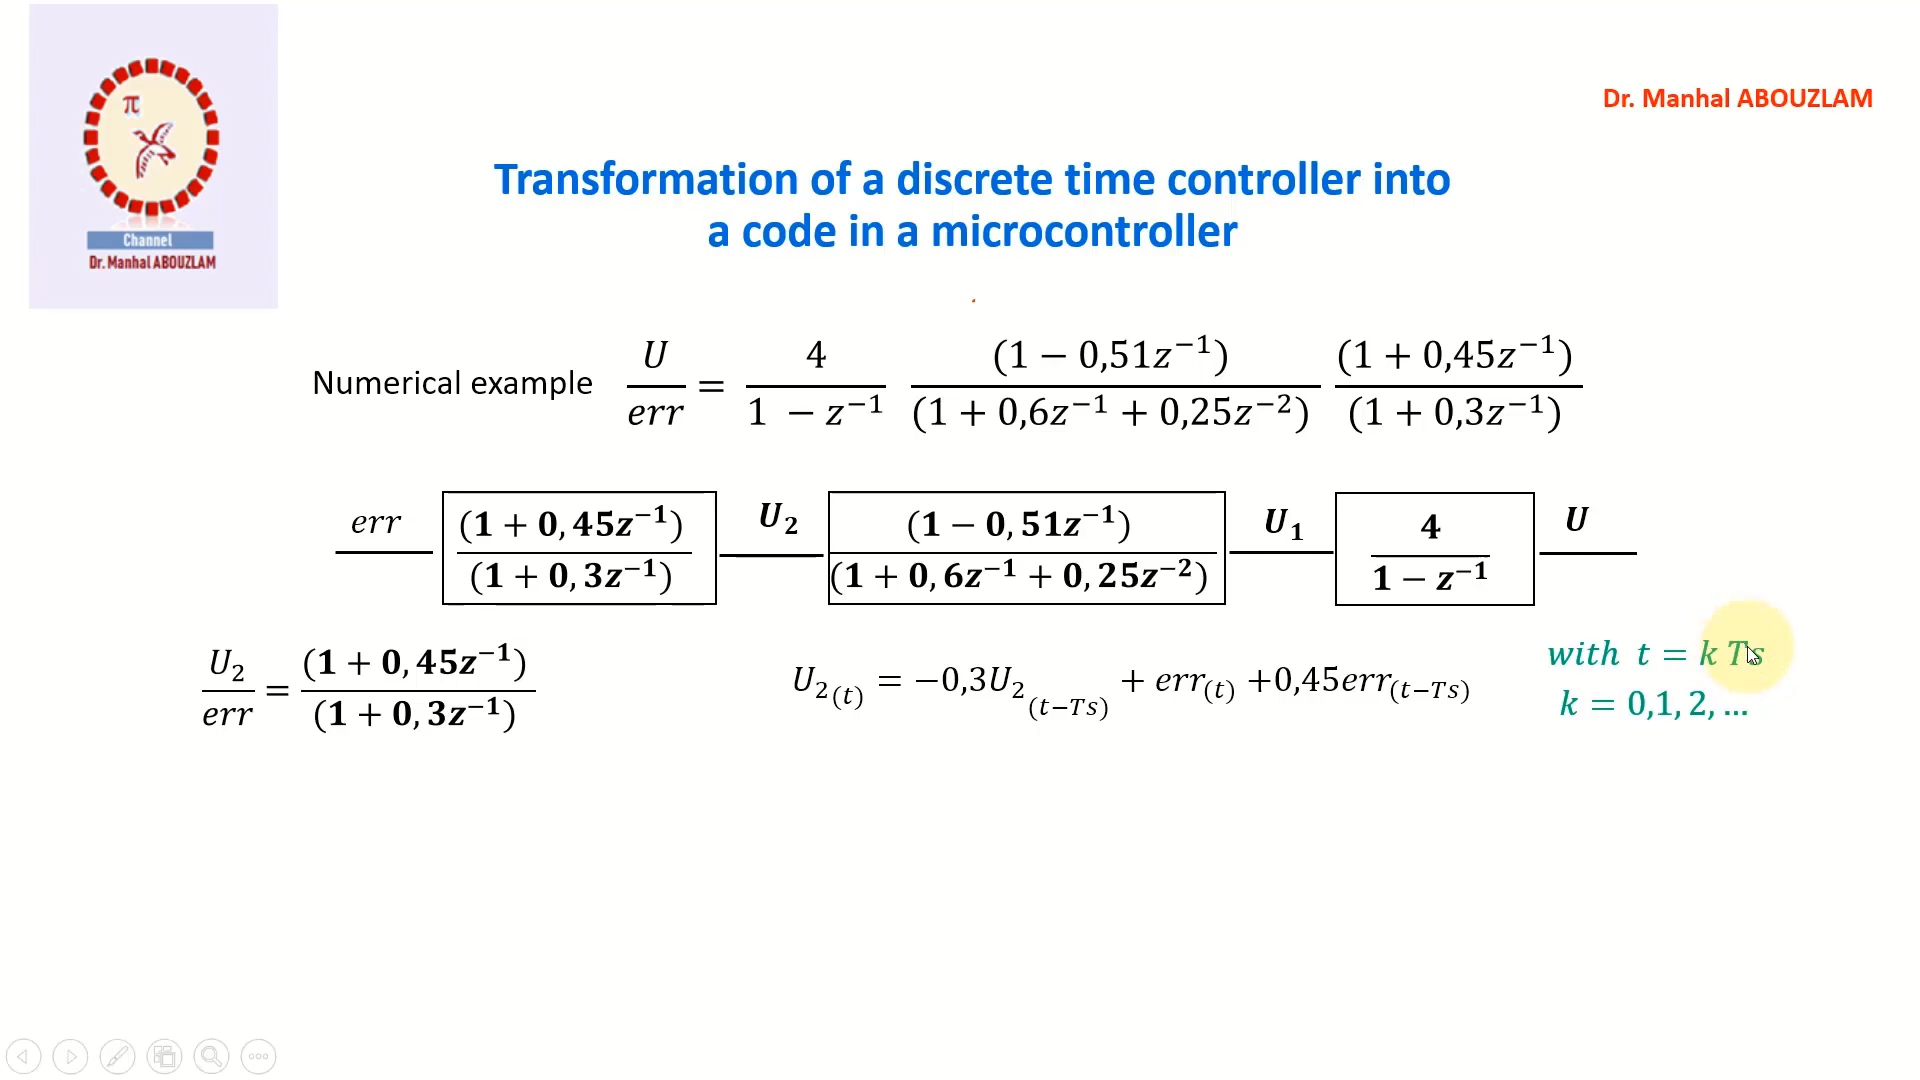 π
Channel
Dr. Manhal ABOUZLAM
Dr. Manhal ABOUZLAM
Transformation of a discrete time controller into
a code in a microcontroller
Numerical example U/err = 4/(1 − z⁻¹) (1 − 0,51z⁻¹)/(1 + 0,6z⁻¹ + 0,25z⁻²) (1 + 0,45z⁻¹)/(1 + 0,3z⁻¹)
err (1 + 0,45z⁻¹)/(1 + 0,3z⁻¹) U₂ (1 − 0,51z⁻¹)/(1 + 0,6z⁻¹ + 0,25z⁻²) U₁ 4/(1 − z⁻¹) U
U₂/err = (1 + 0,45z⁻¹)/(1 + 0,3z⁻¹)
U₂(t) = −0,3U₂(t−Ts) + err(t) +0,45err(t−Ts)
with t = k Ts
k = 0,1,2,...